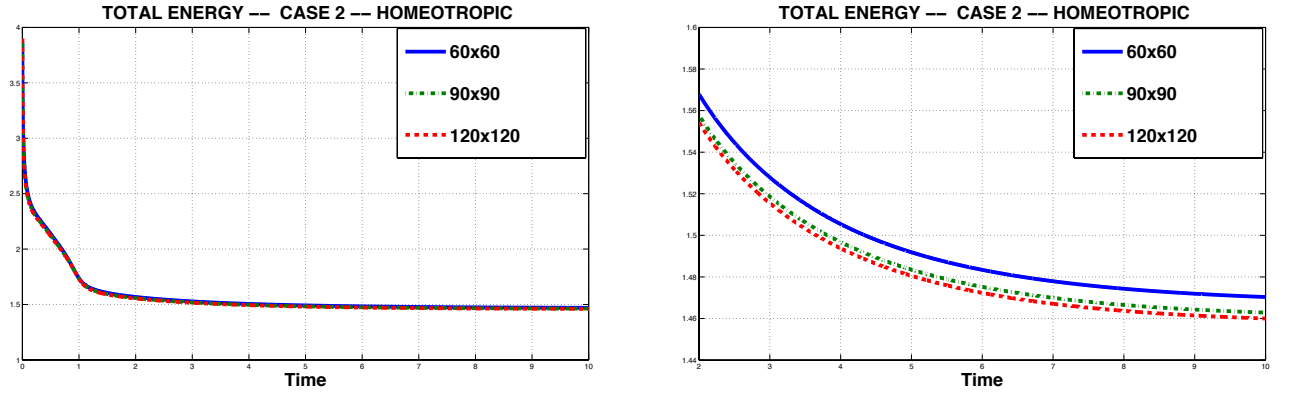 TOTAL ENERGY −− CASE 2 −− HOMEOTROPIC
4
3.5
3
2.5
2
1.5
1
0 1 2 3 4 5 6 7 8 9 10
Time
60x60
90x90
120x120
TOTAL ENERGY −− CASE 2 −− HOMEOTROPIC
1.6
1.58
1.56
1.54
1.52
1.5
1.48
1.46
1.44
2 3 4 5 6 7 8 9 10
Time
60x60
90x90
120x120